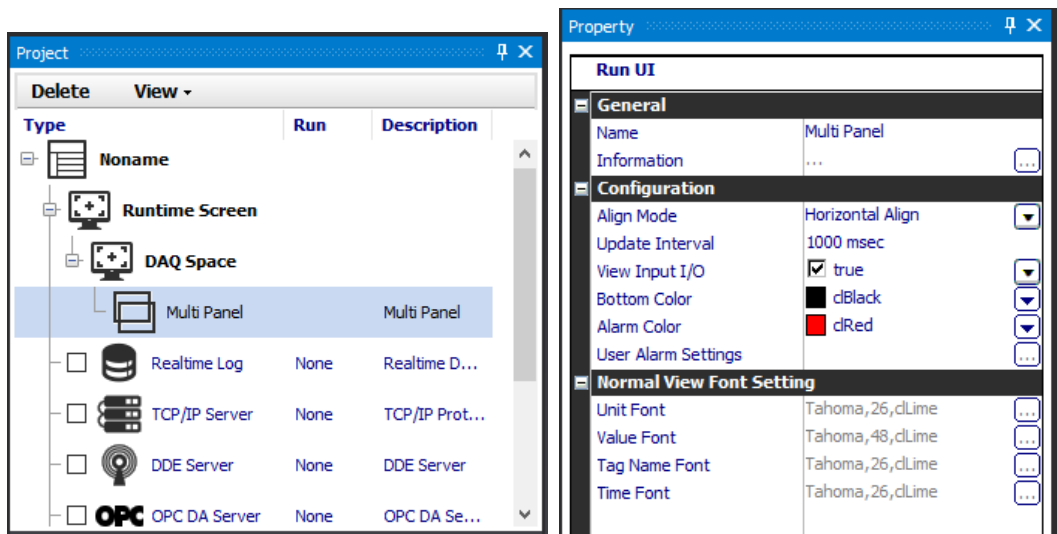 Project
Delete View
Type Run Description
Noname
Runtime Screen
DAQ Space
Multi Panel Multi Panel
Realtime Log None Realtime D...
TCP/IP Server None TCP/IP Prot...
DDE Server None DDE Server
OPC OPC DA Server None OPC DA Se...
Property
Run UI
General
Name Multi Panel
Information ... ...
Configuration
Align Mode Horizontal Align
Update Interval 1000 msec
View Input I/O true
Bottom Color clBlack
Alarm Color clRed
User Alarm Settings ...
Normal View Font Setting
Unit Font Tahoma,26,clLime ...
Value Font Tahoma,48,clLime ...
Tag Name Font Tahoma,26,clLime ...
Time Font Tahoma,26,clLime ...